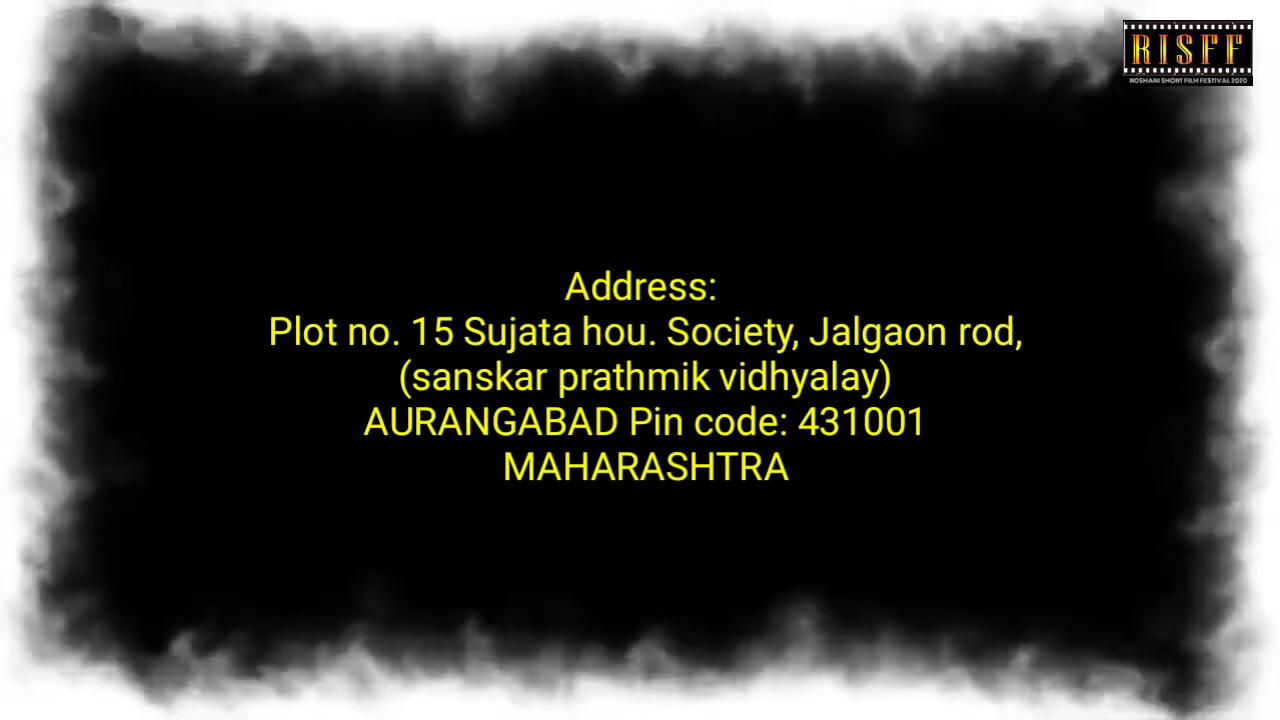 RISFF
ROSHANI SHORT FILM FESTIVAL 2020
Address:
Plot no. 15 Sujata hou. Society, Jalgaon rod,
(sanskar prathmik vidhyalay)
AURANGABAD Pin code: 431001
MAHARASHTRA